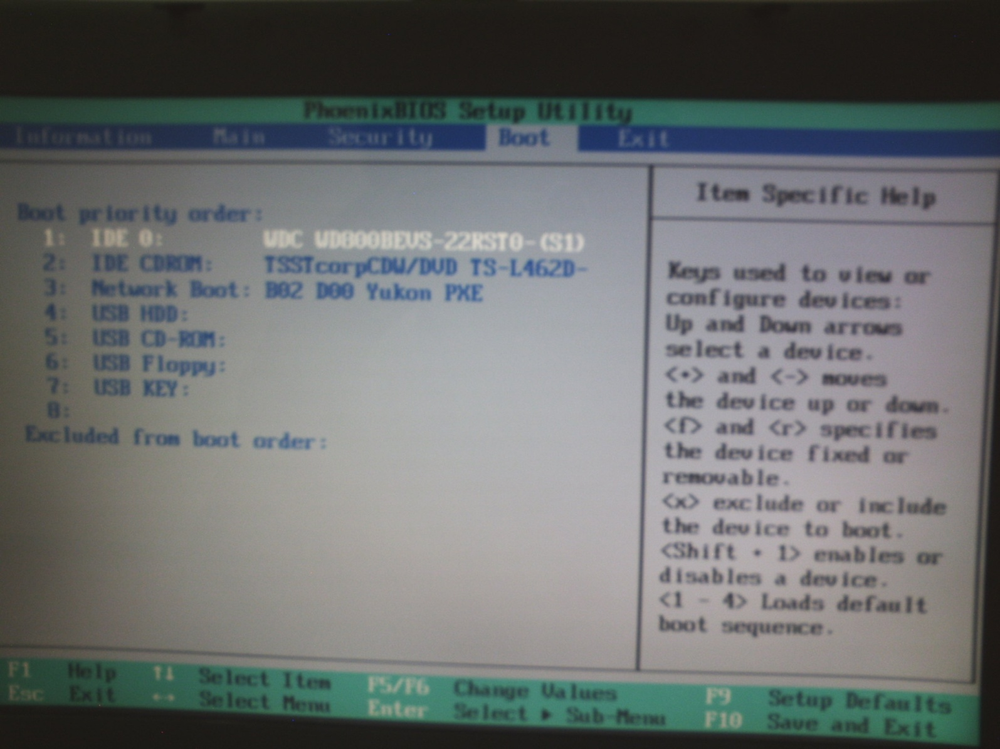 PhoenixBIOS Setup Utility
Information Main Security Boot Exit
Boot priority order:
1: IDE 0: WDC WD800BEVS-22RST0-(S1)
2: IDE CDROM: TSSTcorpCDW/DVD TS-L462D-
3: Network Boot: B02 D00 Yukon PXE
4: USB HDD:
5: USB CD-ROM:
6: USB Floppy:
7: USB KEY:
8:
Excluded from boot order:
Item Specific Help
Keys used to view or
configure devices:
Up and Down arrows
select a device.
<+> and <-> moves
the device up or down.
<f> and <r> specifies
the device fixed or
removable.
<x> exclude or include
the device to boot.
<Shift + 1> enables or
disables a device.
<1 - 4> Loads default
boot sequence.
F1 Help ↑↓ Select Item F5/F6 Change Values F9 Setup Defaults
Esc Exit ↔ Select Menu Enter Select ▶ Sub-Menu F10 Save and Exit